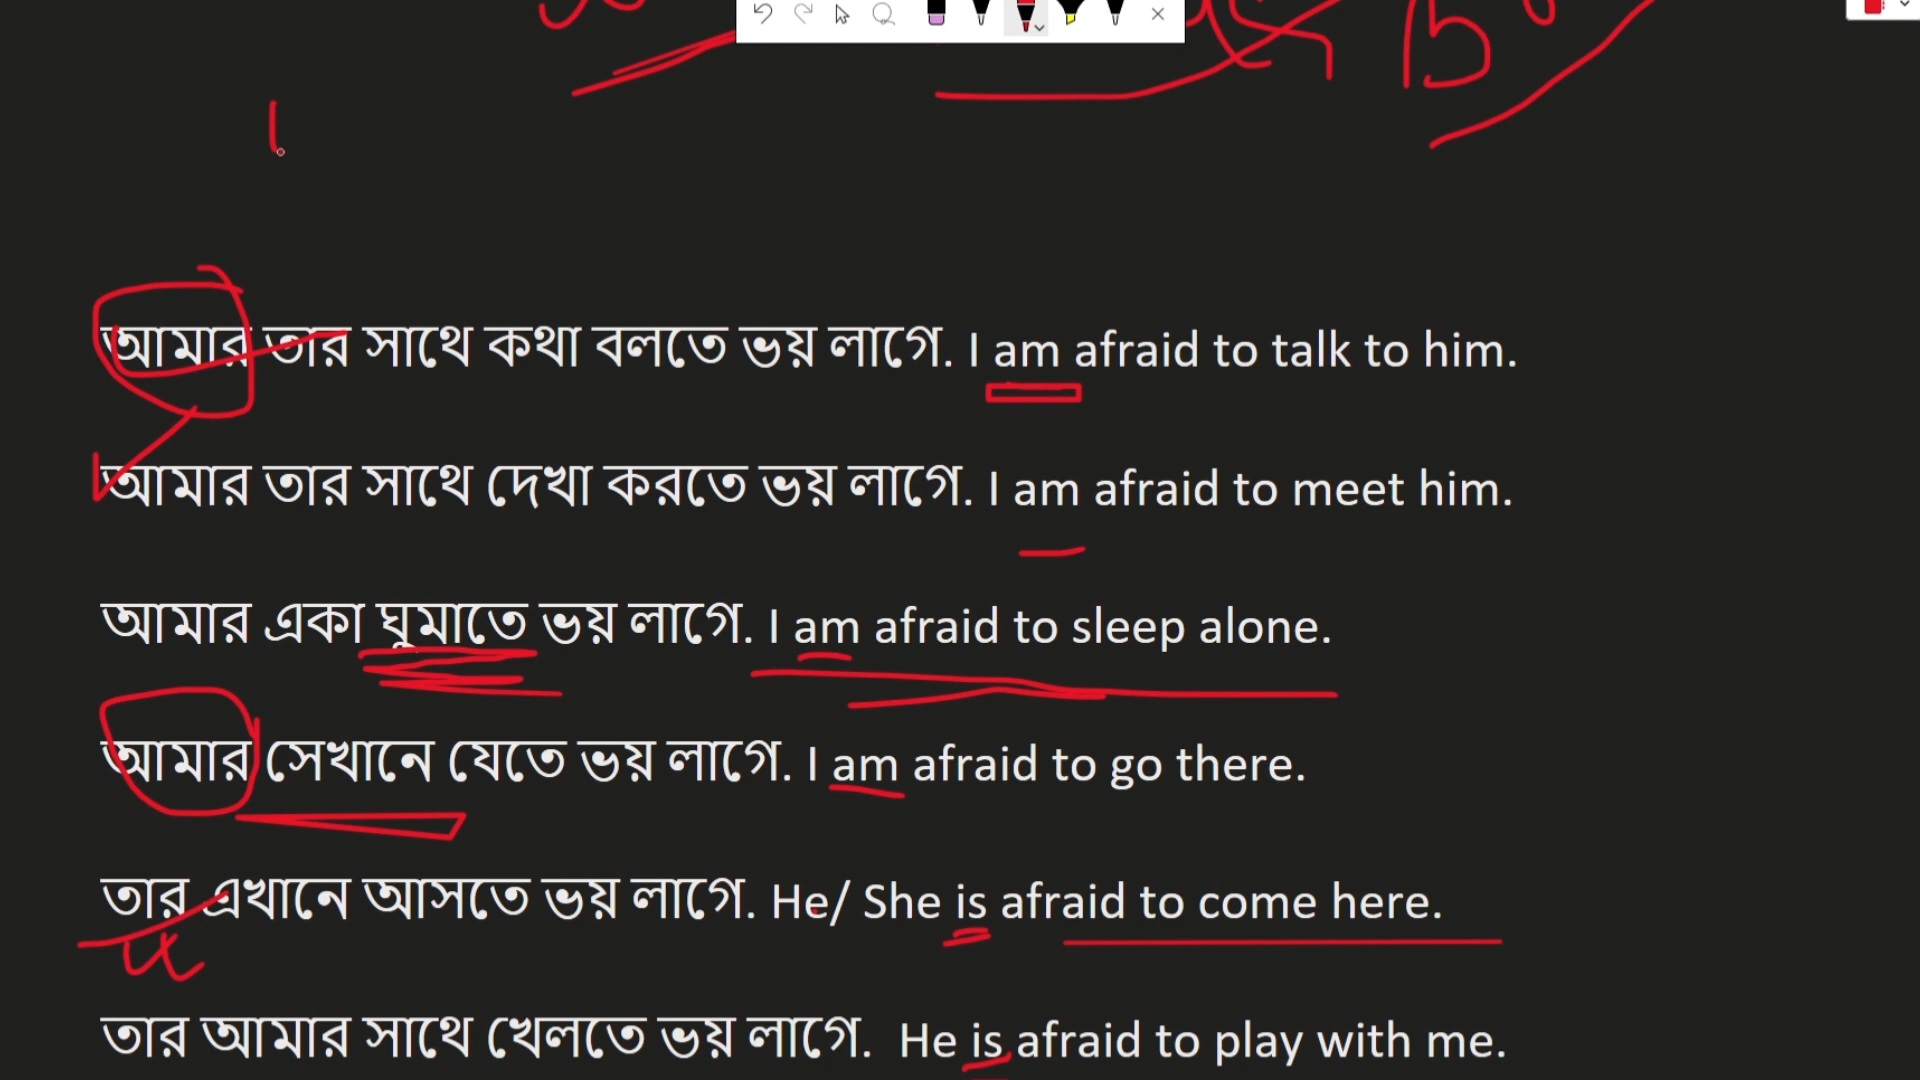 আমার তার সাথে কথা বলতে ভয় লাগে. I am afraid to talk to him.
আমার তার সাথে দেখা করতে ভয় লাগে. I am afraid to meet him.
আমার একা ঘুমাতে ভয় লাগে. I am afraid to sleep alone.
আমার সেখানে যেতে ভয় লাগে. I am afraid to go there.
তার এখানে আসতে ভয় লাগে. He/ She is afraid to come here.
তার আমার সাথে খেলতে ভয় লাগে. He is afraid to play with me.